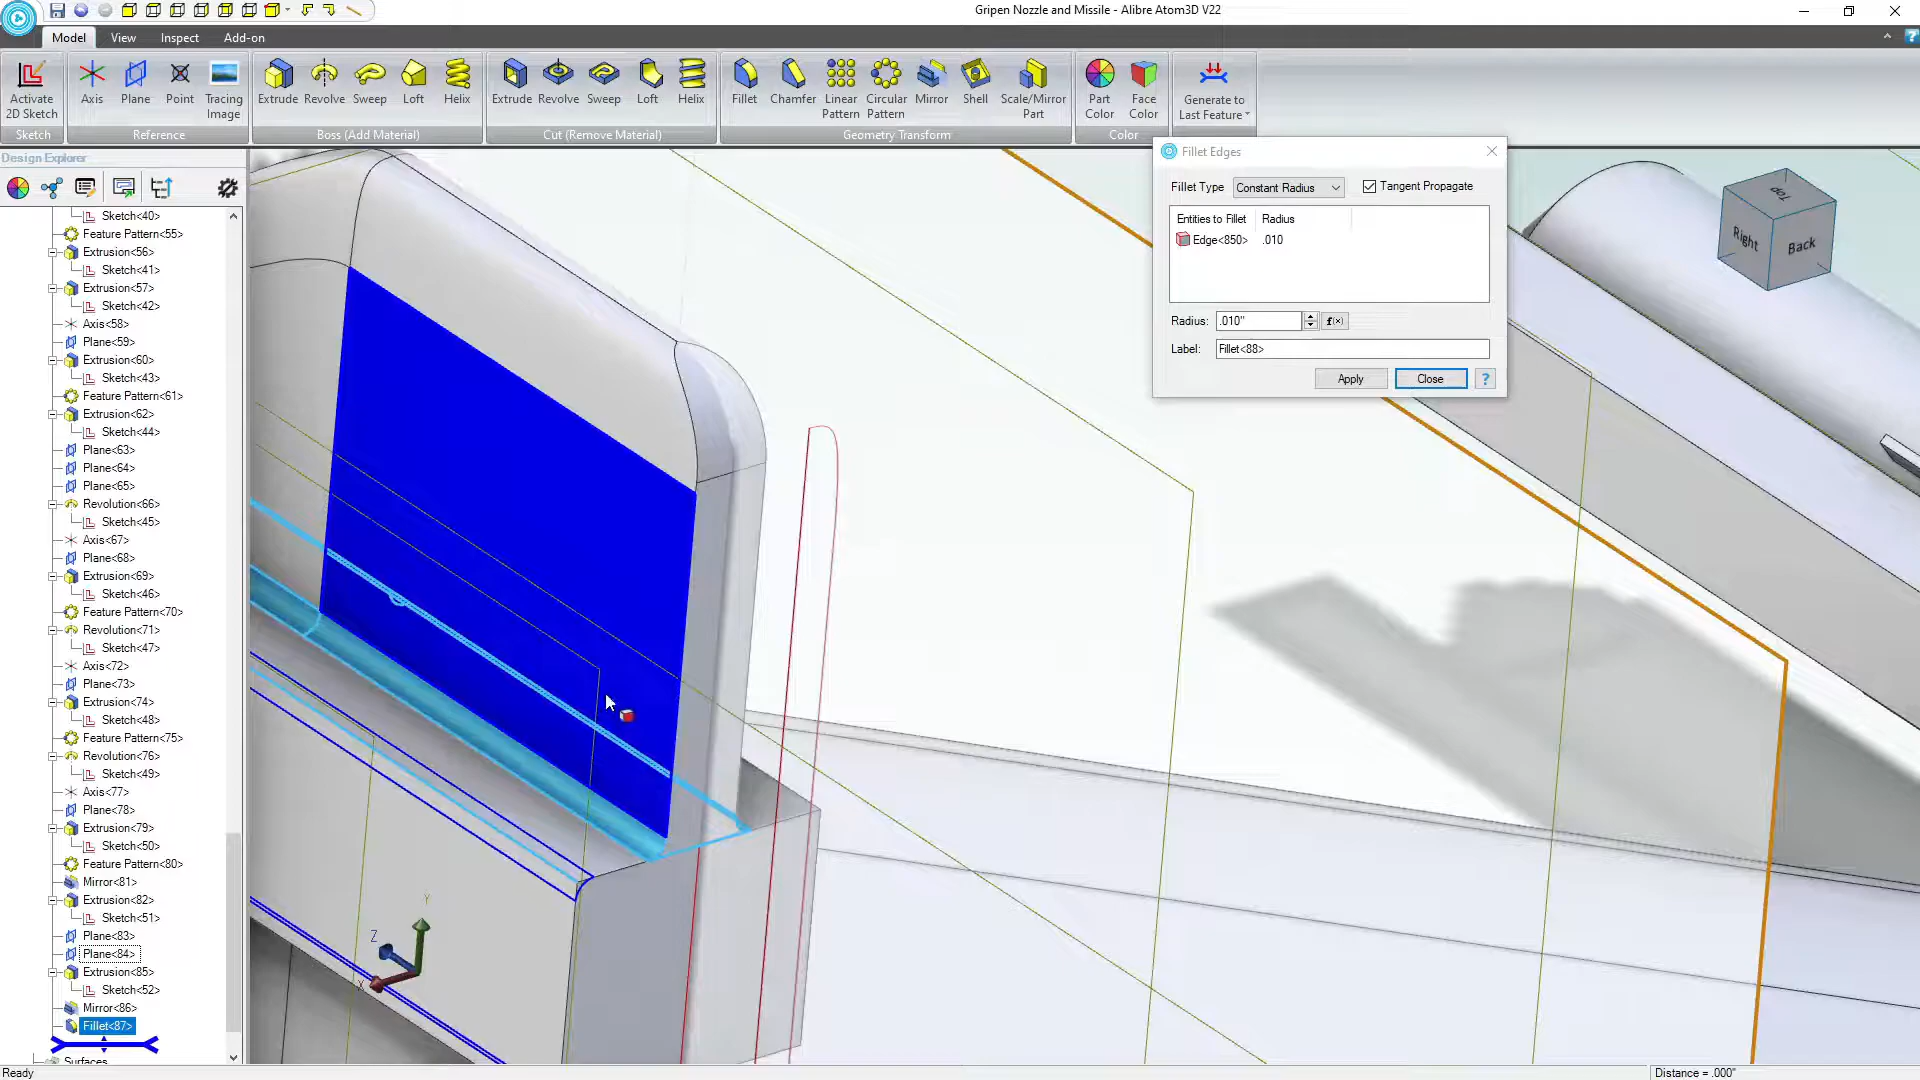 Gripen Nozzle and Missile - Alibre Atom3D V22
Model View Inspect Add-on
Activate 2D Sketch
Axis
Plane
Point
Tracing Image
Extrude
Revolve
Sweep
Loft
Helix
Extrude
Revolve
Sweep
Loft
Helix
Fillet
Chamfer
Linear Pattern
Circular Pattern
Mirror
Shell
Scale/Mirror Part
Part Color
Face Color
Generate to Last Feature
Sketch
Reference
Boss (Add Material)
Cut (Remove Material)
Geometry Transform
Color
Design Explorer
Sketch<40>
Feature Pattern<55>
Extrusion<56>
Sketch<41>
Extrusion<57>
Sketch<42>
Axis<58>
Plane<59>
Extrusion<60>
Sketch<43>
Feature Pattern<61>
Extrusion<62>
Sketch<44>
Plane<63>
Plane<64>
Plane<65>
Revolution<66>
Sketch<45>
Axis<67>
Plane<68>
Extrusion<69>
Sketch<46>
Feature Pattern<70>
Revolution<71>
Sketch<47>
Axis<72>
Plane<73>
Extrusion<74>
Sketch<48>
Feature Pattern<75>
Revolution<76>
Sketch<49>
Axis<77>
Plane<78>
Extrusion<79>
Sketch<50>
Feature Pattern<80>
Mirror<81>
Extrusion<82>
Sketch<51>
Plane<83>
Plane<84>
Extrusion<85>
Sketch<52>
Mirror<86>
Fillet<87>
Surfaces
Fillet Edges
Fillet Type Constant Radius Tangent Propagate
Entities to Fillet Radius
Edge<850> .010
Radius: .010" f(x)
Label: Fillet<88>
Apply Close ?
Top
Right
Back
Y
Z
X
Ready
Distance = .000"